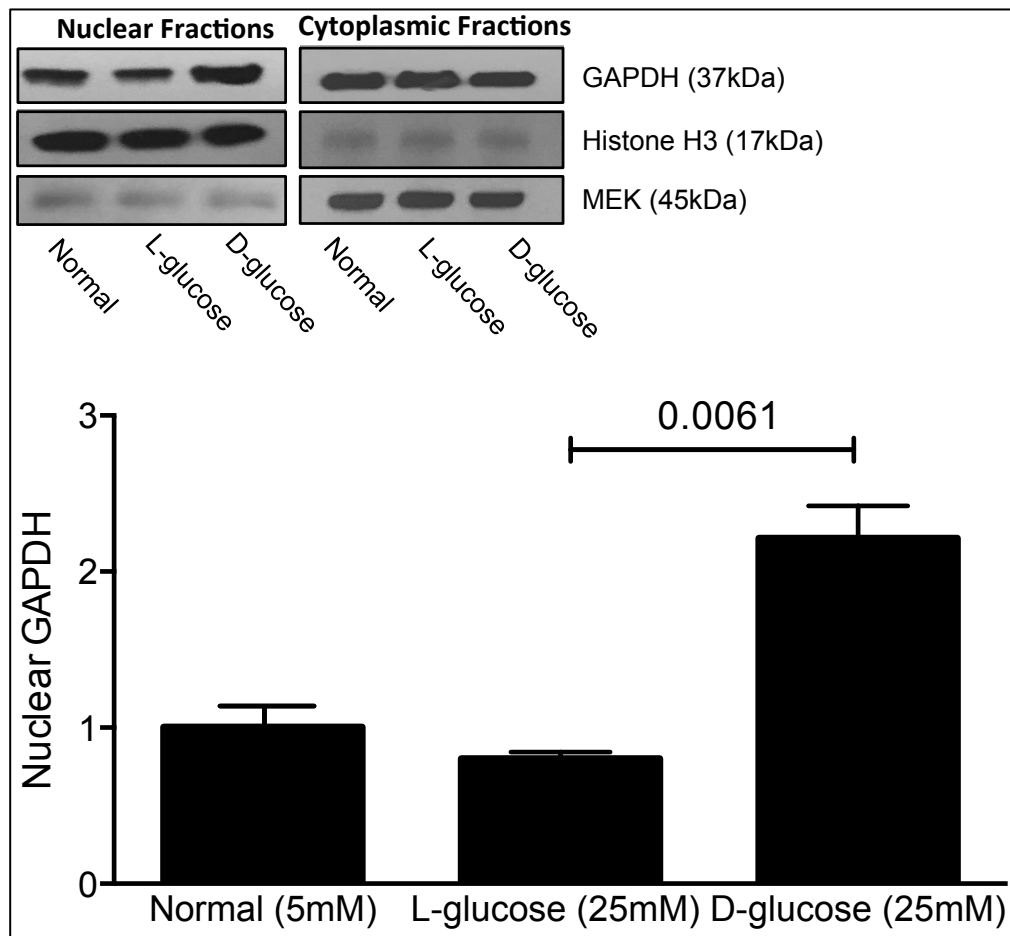 Nuclear Fractions Cytoplasmic Fractions
GAPDH (37kDa)
Histone H3 (17kDa)
MEK (45kDa)
Normal L-glucose D-glucose Normal L-glucose D-glucose
3
0.0061
2
1
0
Nuclear GAPDH
Normal (5mM) L-glucose (25mM) D-glucose (25mM)